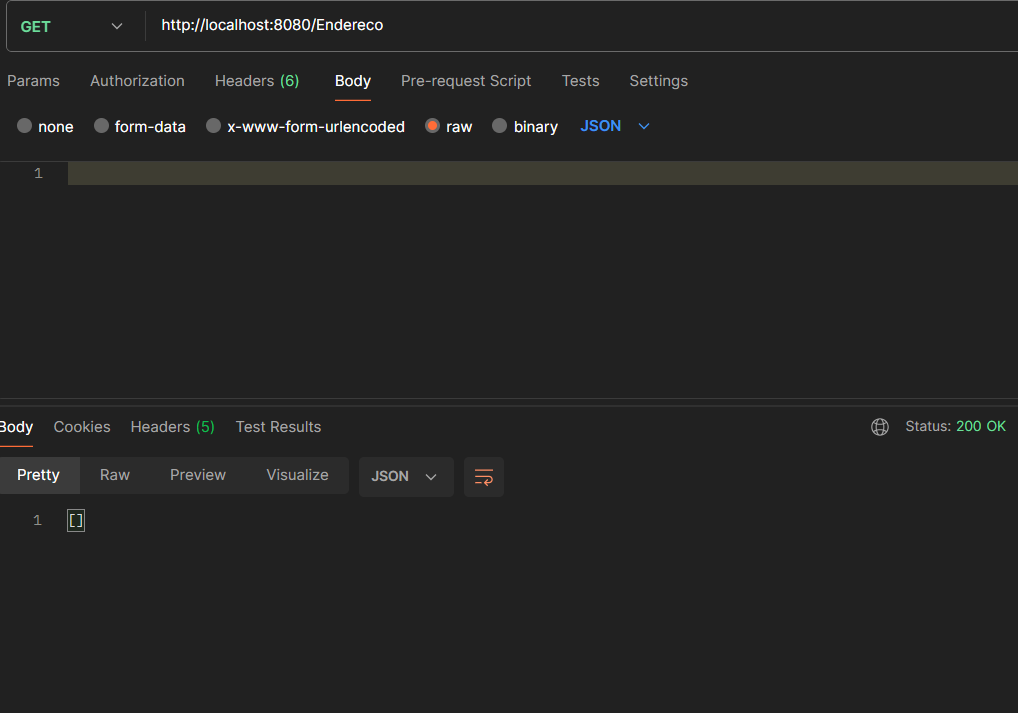 GET http://localhost:8080/Endereco
Params Authorization Headers (6) Body Pre-request Script Tests Settings
none form-data x-www-form-urlencoded raw binary JSON
1
Body Cookies Headers (5) Test Results Status: 200 OK
Pretty Raw Preview Visualize JSON
1 []